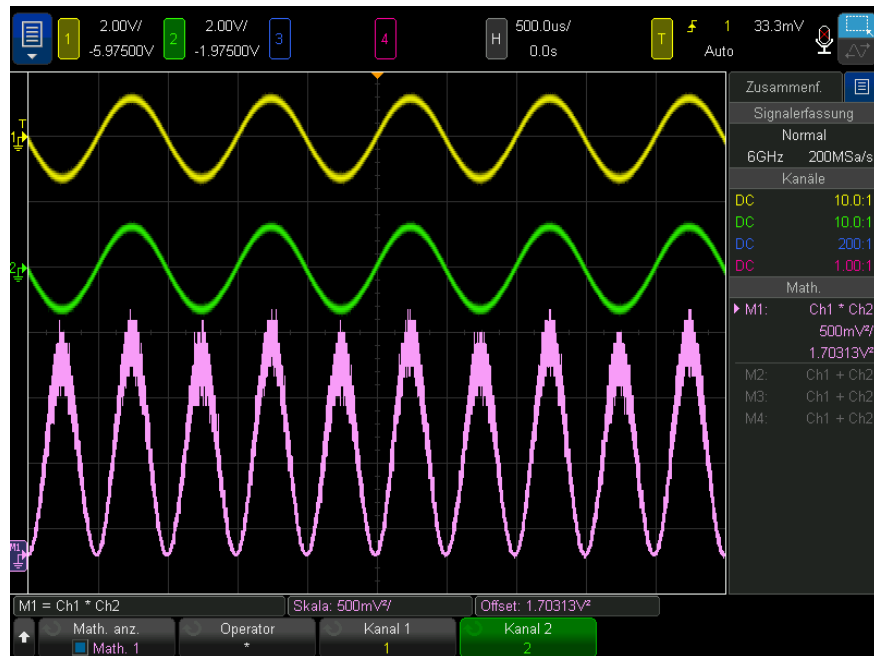 1 2.00V/ 2 2.00V/ 3 4 H 500.0us/ T 1 33.3mV
-5.97500V -1.97500V 0.0s Auto
Zusammenf.
Signalerfassung
Normal
6GHz 200MSa/s
Kanäle
DC 10.0:1
DC 10.0:1
DC 200:1
DC 1.00:1
Math.
M1: Ch1 * Ch2
500mV²/
1.70313V²
M2: Ch1 + Ch2
M3: Ch1 + Ch2
M4: Ch1 + Ch2
T
1
2
M1
M1 = Ch1 * Ch2 Skala: 500mV²/ Offset: 1.70313V²
Math. anz. Operator Kanal 1 Kanal 2
Math. 1 * 1 2